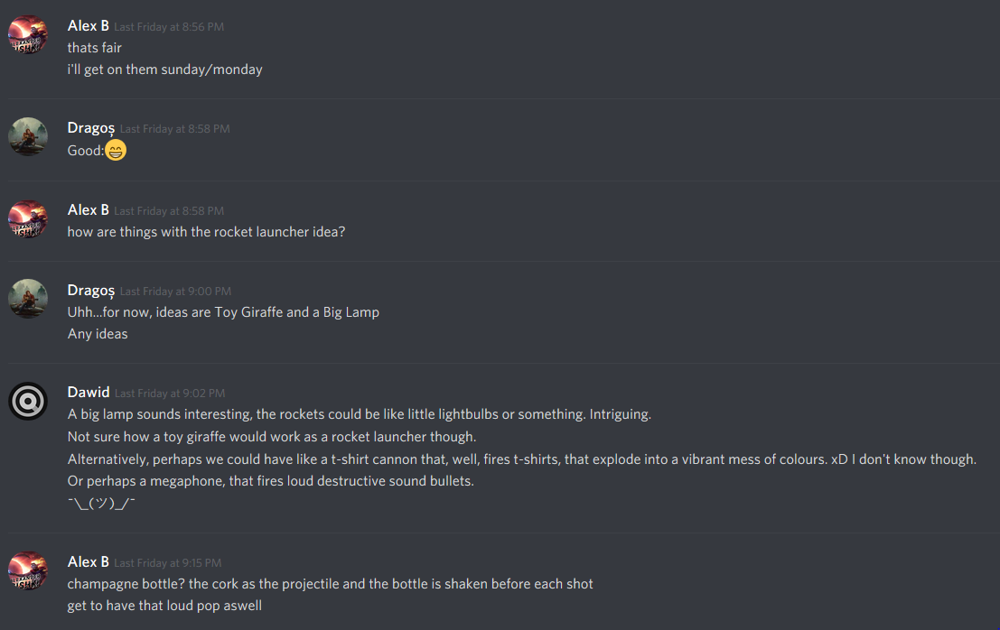 Alex B Last Friday at 8:56 PM
thats fair
i'll get on them sunday/monday
Dragoș Last Friday at 8:58 PM
Good:😄
Alex B Last Friday at 8:58 PM
how are things with the rocket launcher idea?
Dragoș Last Friday at 9:00 PM
Uhh...for now, ideas are Toy Giraffe and a Big Lamp
Any ideas
Dawid Last Friday at 9:02 PM
A big lamp sounds interesting, the rockets could be like little lightbulbs or something. Intriguing.
Not sure how a toy giraffe would work as a rocket launcher though.
Alternatively, perhaps we could have like a t-shirt cannon that, well, fires t-shirts, that explode into a vibrant mess of colours. xD I don't know though.
Or perhaps a megaphone, that fires loud destructive sound bullets.
¯\_(ツ)_/¯
Alex B Last Friday at 9:15 PM
champagne bottle? the cork as the projectile and the bottle is shaken before each shot
get to have that loud pop aswell